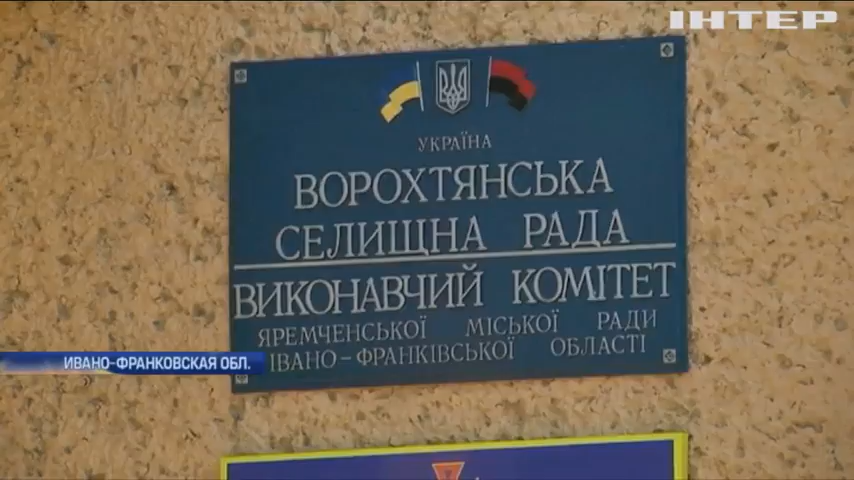 ІНТЕР
УКРАЇНА
ВОРОХТЯНСЬКА
СЕЛИЩНА РАДА
ВИКОНАВЧИЙ КОМІТЕТ
ЯРЕМЧЕНСЬКОЇ МІСЬКОЇ РАДИ
ІВАНО-ФРАНКІВСЬКОЇ ОБЛАСТІ
ИВАНО-ФРАНКОВСКАЯ ОБЛ.